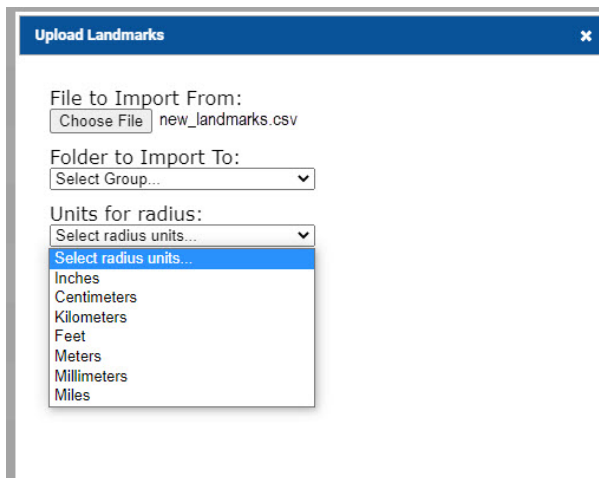 Upload Landmarks ×
File to Import From:
Choose File new_landmarks.csv
Folder to Import To:
Select Group...
Units for radius:
Select radius units...
Select radius units...
Inches
Centimeters
Kilometers
Feet
Meters
Millimeters
Miles